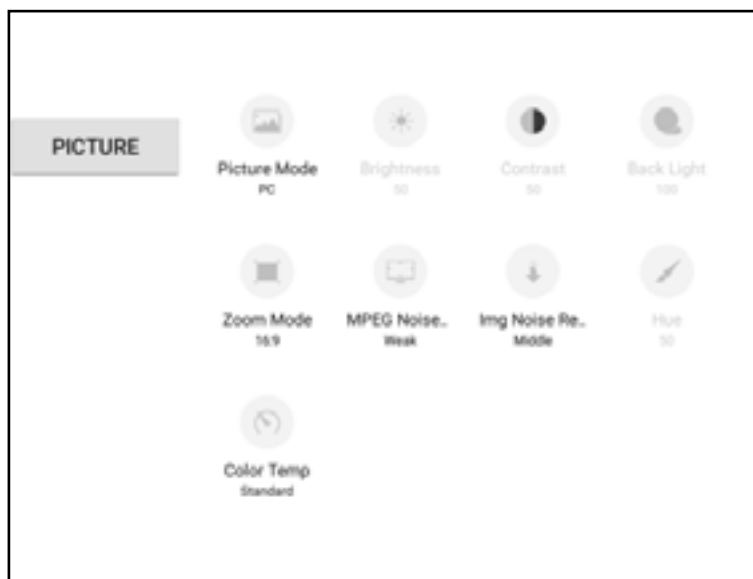 PICTURE
Picture Mode
PC
Brightness
50
Contrast
50
Back Light
100
Zoom Mode
16:9
MPEG Noise..
Weak
Img Noise Re..
Middle
Hue
50
Color Temp
Standard